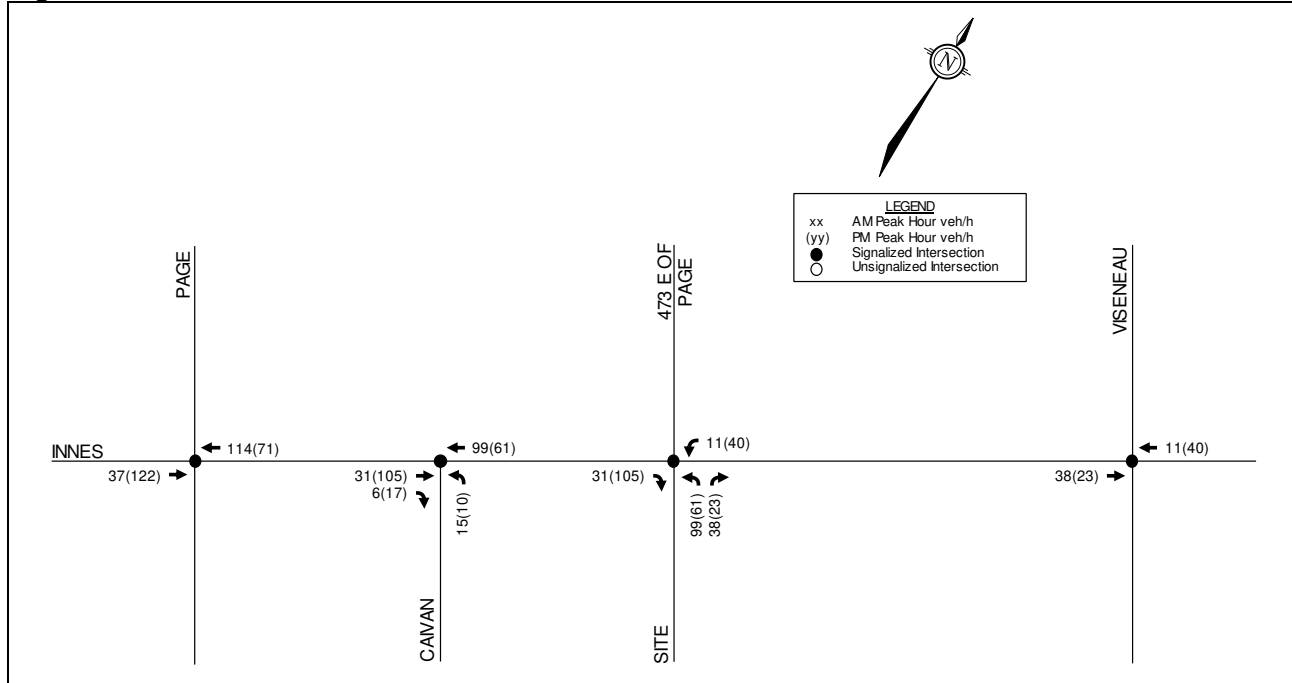 N
LEGEND
xx AM Peak Hour veh/h
(yy) PM Peak Hour veh/h
Signalized Intersection
Unsignalized Intersection
PAGE
473 E OF
PAGE
VISENEAU
INNES
114(71)
37(122)
99(61)
31(105)
6(17)
15(10)
11(40)
31(105)
99(61)
38(23)
11(40)
38(23)
CAIVAN
SITE